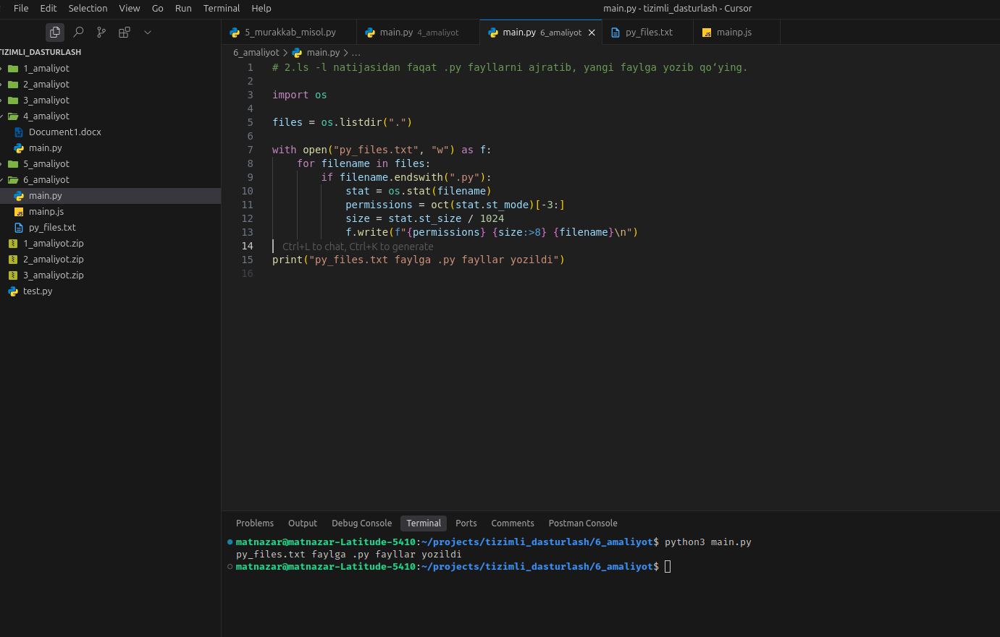 File Edit Selection View Go Run Terminal Help
main.py - tizimli_dasturlash - Cursor
TIZIMLI_DASTURLASH
1_amaliyot
2_amaliyot
3_amaliyot
4_amaliyot
Document1.docx
main.py
5_amaliyot
6_amaliyot
main.py
mainp.js
py_files.txt
1_amaliyot.zip
2_amaliyot.zip
3_amaliyot.zip
test.py
5_murakkab_misol.py main.py 4_amaliyot main.py 6_amaliyot py_files.txt JS mainp.js
6_amaliyot > main.py > ...
1 # 2.ls -l natijasidan faqat .py fayllarni ajratib, yangi faylga yozib qo‘ying.
2
3 import os
4
5 files = os.listdir(".")
6
7 with open("py_files.txt", "w") as f:
8     for filename in files:
9         if filename.endswith(".py"):
10             stat = os.stat(filename)
11             permissions = oct(stat.st_mode)[-3:]
12             size = stat.st_size / 1024
13             f.write(f"{permissions} {size:>8} {filename}\n")
14 Ctrl+L to chat, Ctrl+K to generate
15 print("py_files.txt faylga .py fayllar yozildi")
16
Problems Output Debug Console Terminal Ports Comments Postman Console
matnazar@matnazar-Latitude-5410:~/projects/tizimli_dasturlash/6_amaliyot$ python3 main.py
py_files.txt faylga .py fayllar yozildi
matnazar@matnazar-Latitude-5410:~/projects/tizimli_dasturlash/6_amaliyot$